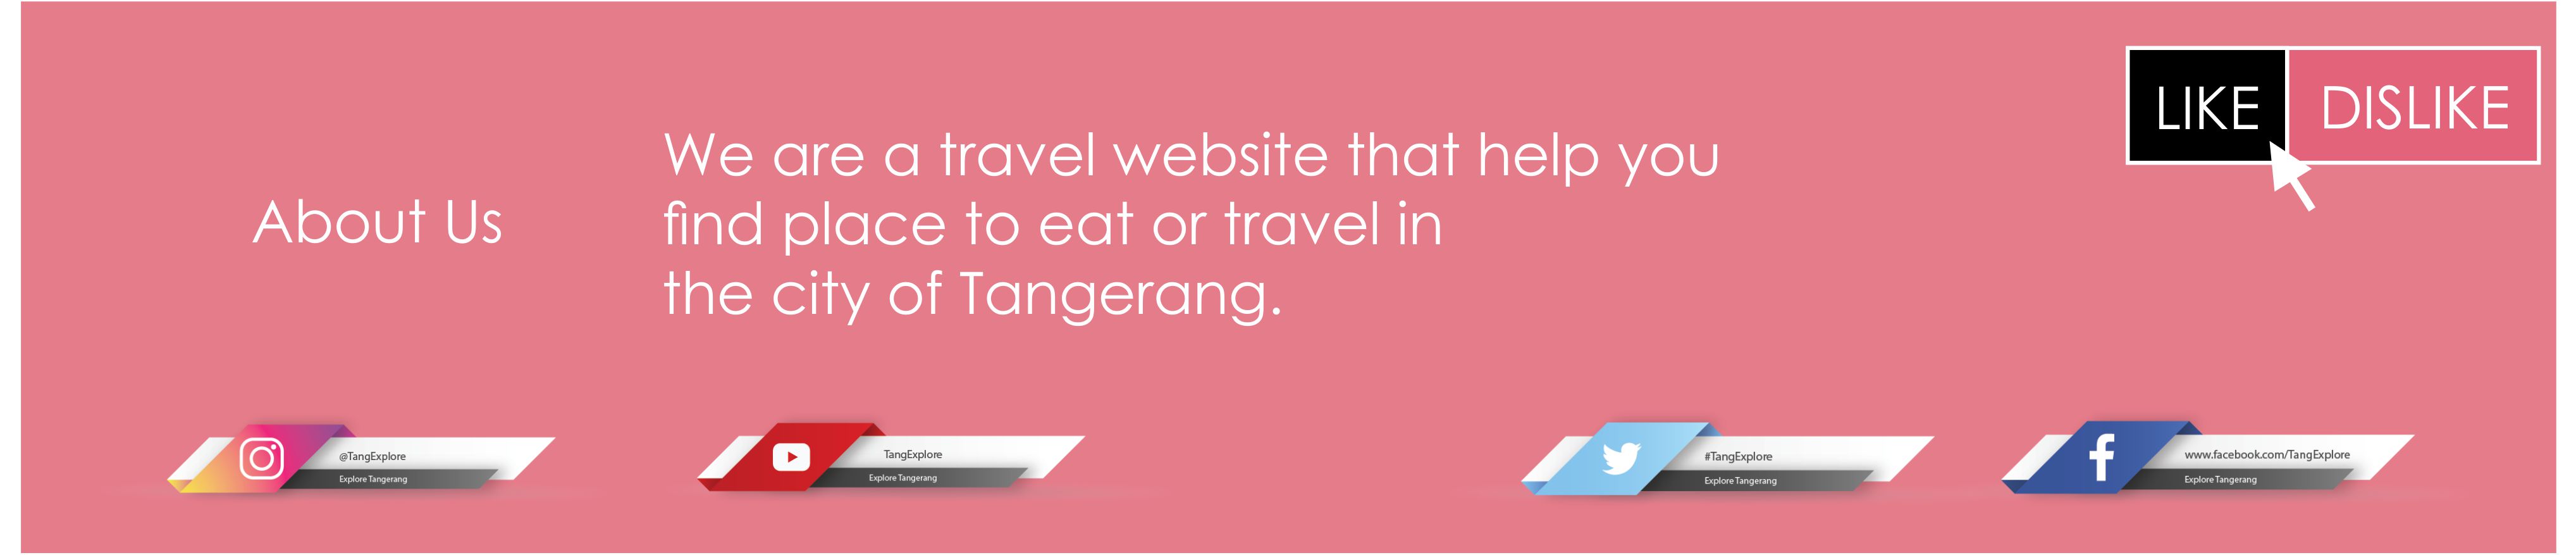 LIKE DISLIKE
About Us
We are a travel website that help you
find place to eat or travel in
the city of Tangerang.
@TangExplore
Explore Tangerang
TangExplore
Explore Tangerang
#TangExplore
Explore Tangerang
www.facebook.com/TangExplore
Explore Tangerang